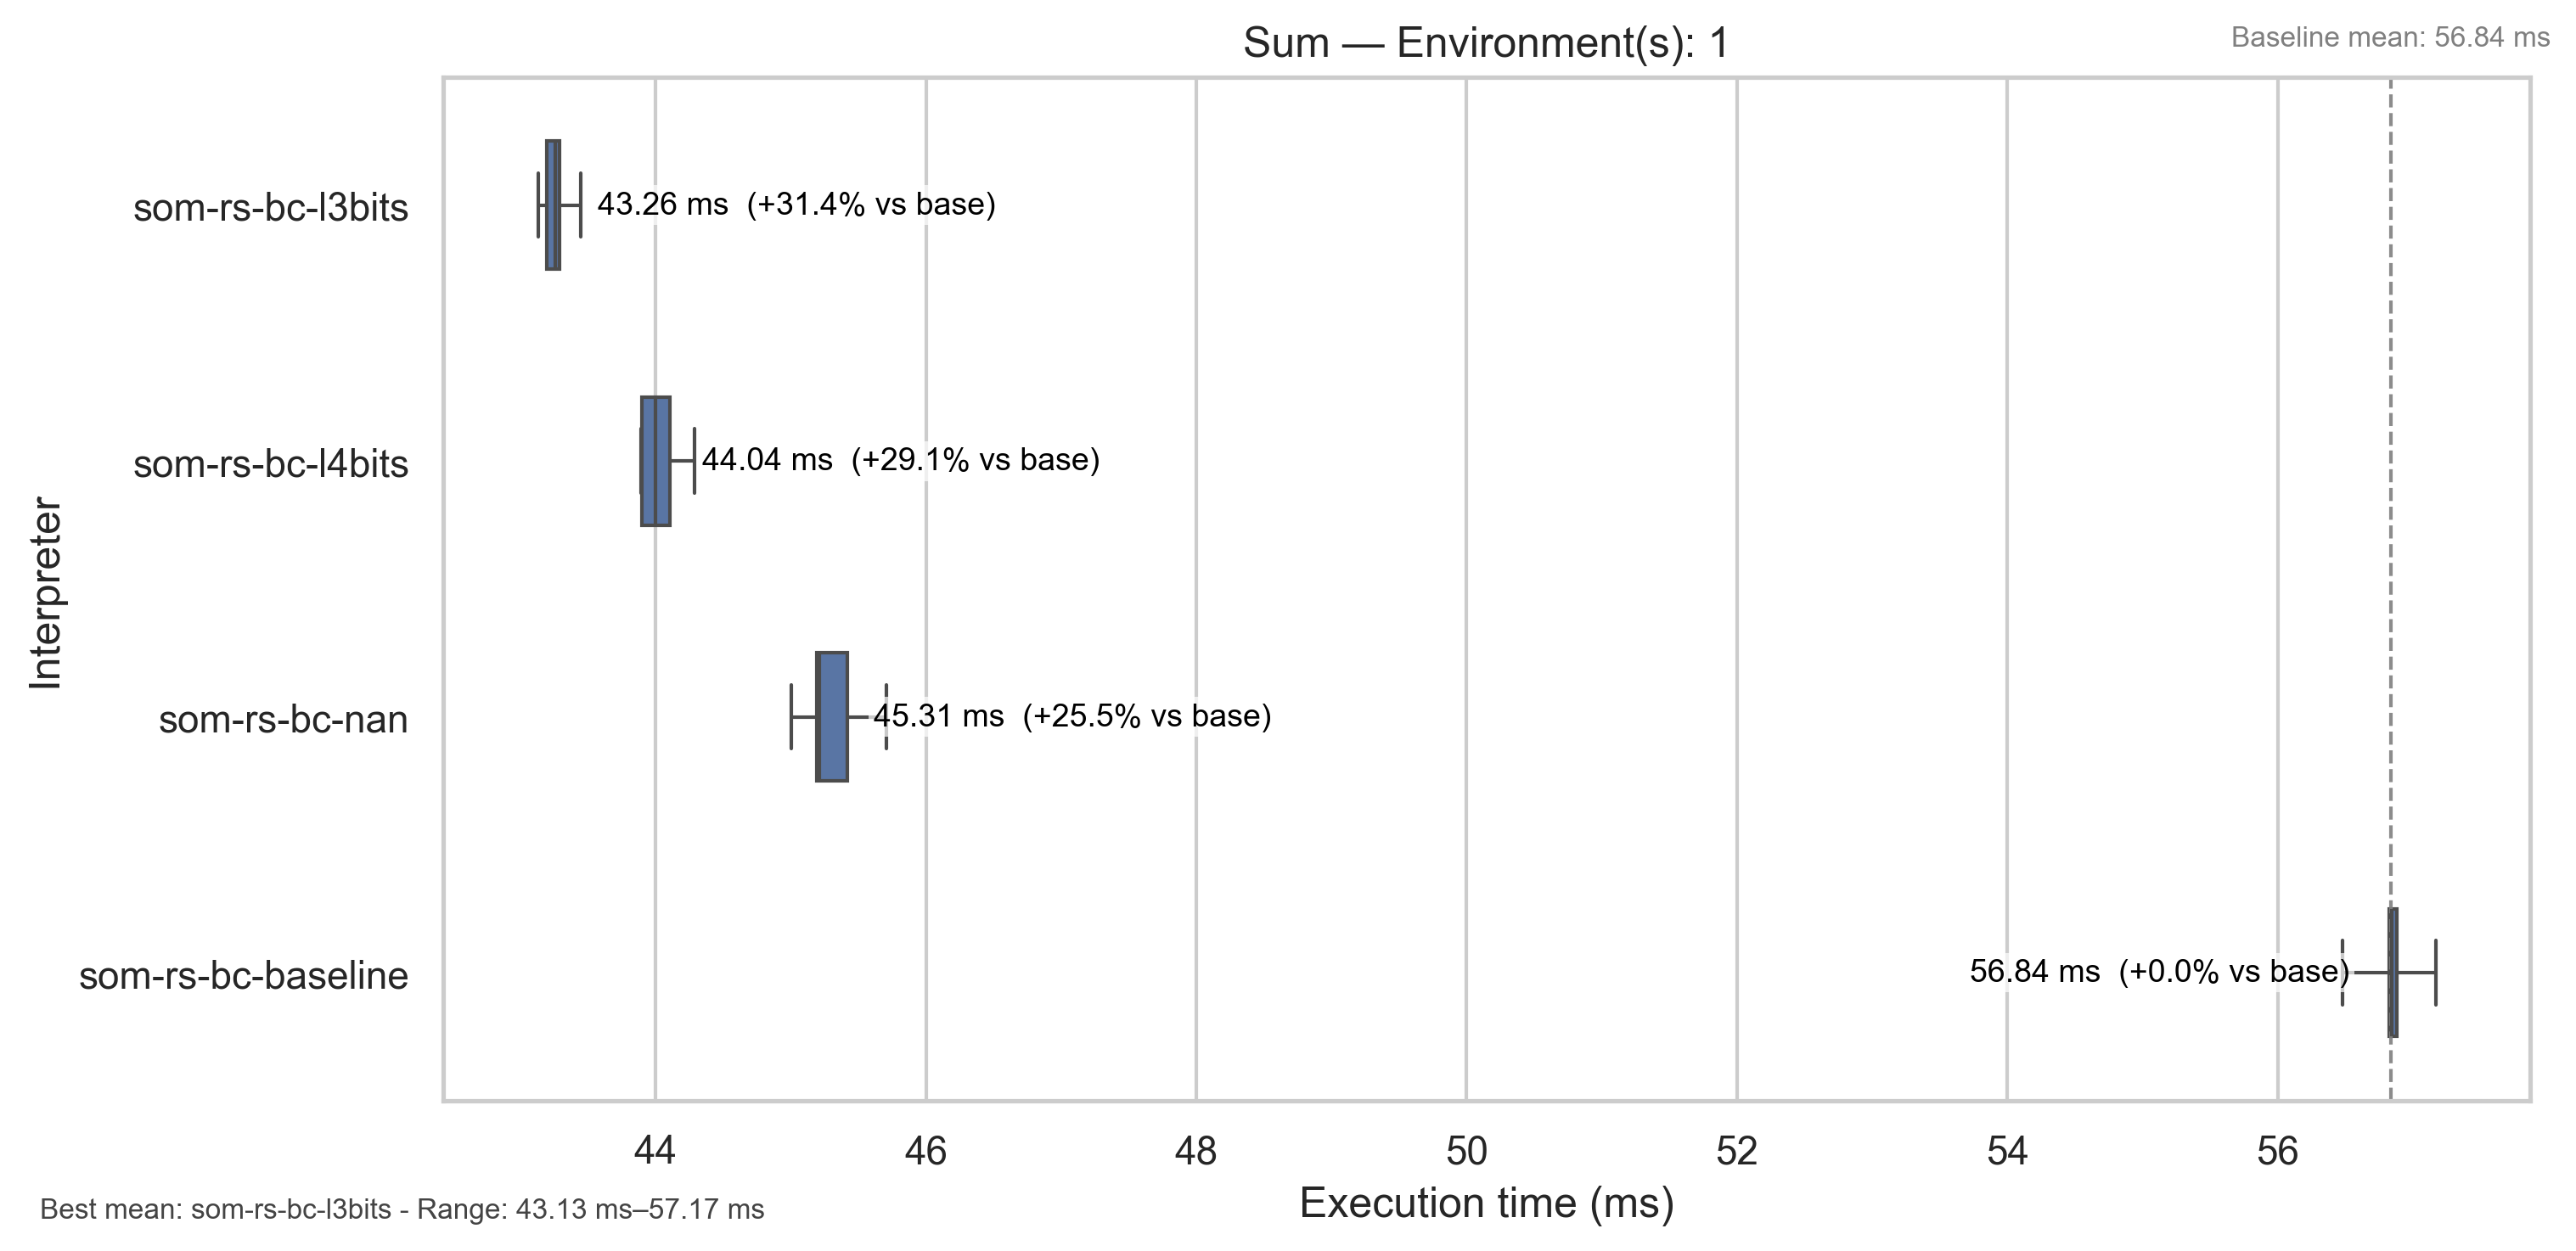 Sum — Environment(s): 1
Baseline mean: 56.84 ms
Interpreter
som-rs-bc-l3bits
43.26 ms  (+31.4% vs base)
som-rs-bc-l4bits
44.04 ms  (+29.1% vs base)
som-rs-bc-nan
45.31 ms  (+25.5% vs base)
som-rs-bc-baseline
56.84 ms  (+0.0% vs base)
44 46 48 50 52 54 56
Execution time (ms)
Best mean: som-rs-bc-l3bits - Range: 43.13 ms–57.17 ms